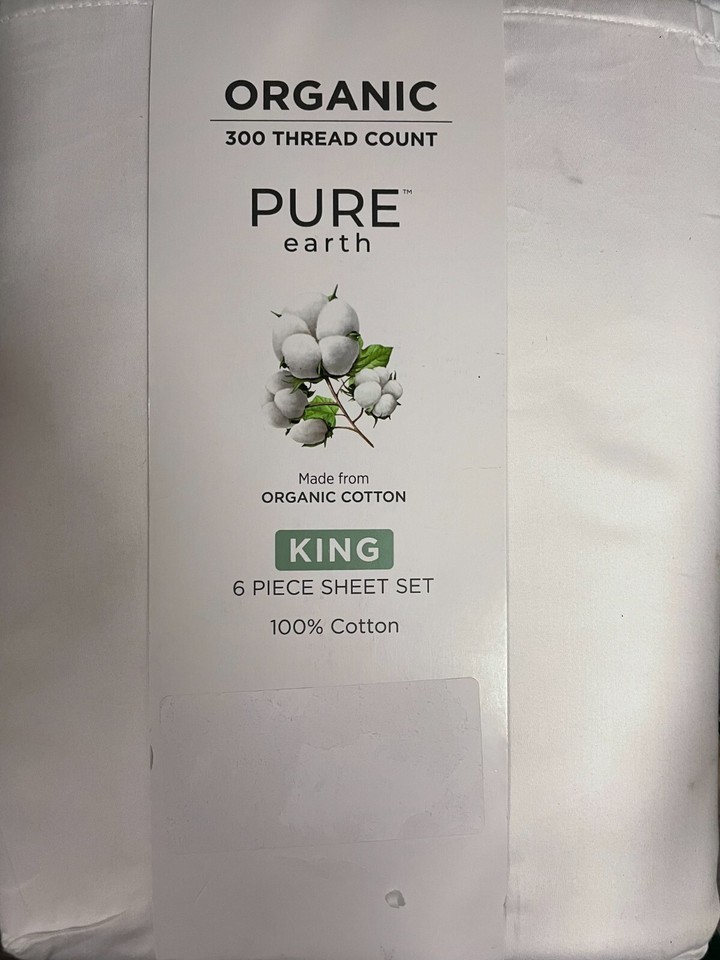 ORGANIC
300 THREAD COUNT
PURE™
earth
Made from
ORGANIC COTTON
KING
6 PIECE SHEET SET
100% Cotton